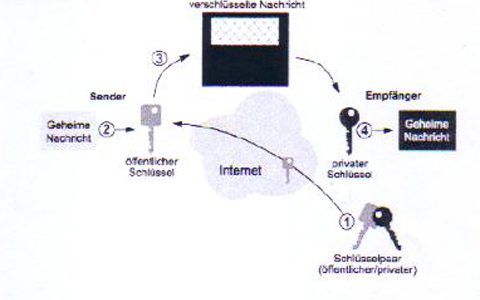 verschlüsselte Nachricht
③
Sender
Empfänger
Geheime
Nachricht
②
④
Geheime
Nachricht
öffentlicher
Schlüssel
Internet
privater
Schlüssel
①
Schlüsselpaar
(öffentlicher/privater)